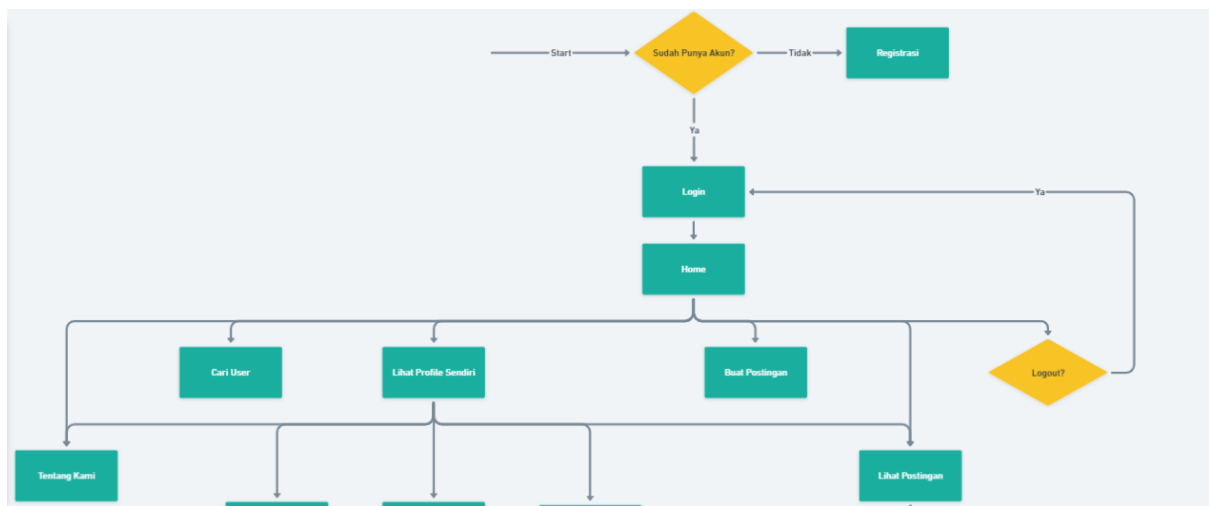 Start
Sudah Punya Akun?
Tidak
Registrasi
Ya
Login
Ya
Home
Cari User
Lihat Profile Sendiri
Buat Postingan
Logout?
Tentang Kami
Lihat Postingan